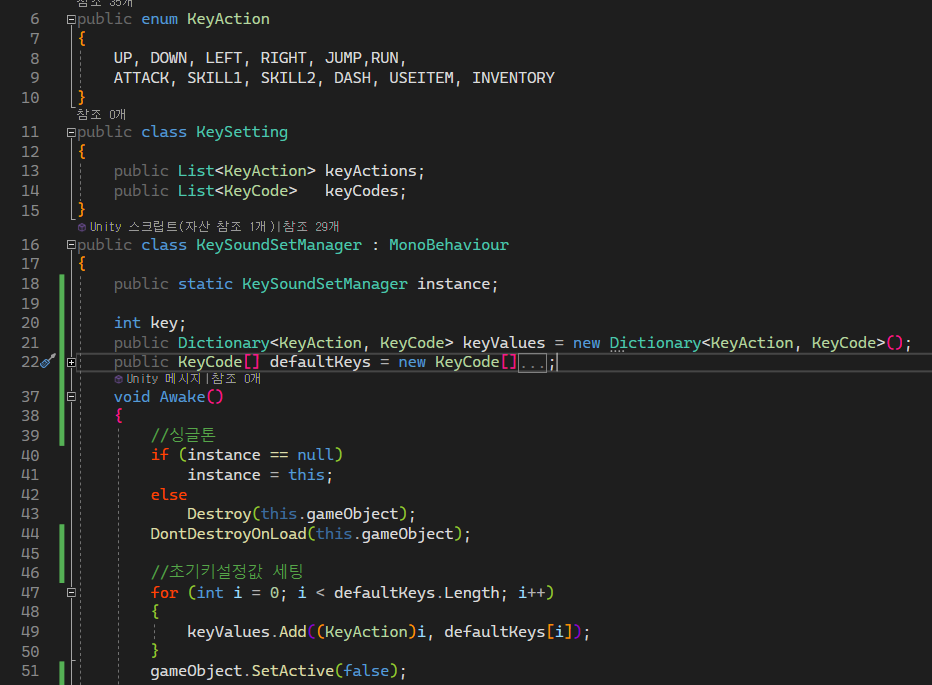 참조 35개
6 public enum KeyAction
7 {
8 UP, DOWN, LEFT, RIGHT, JUMP,RUN,
9 ATTACK, SKILL1, SKILL2, DASH, USEITEM, INVENTORY
10 }
참조 0개
11 public class KeySetting
12 {
13 public List<KeyAction> keyActions;
14 public List<KeyCode>   keyCodes;
15 }
Unity 스크립트(자산 참조 1개)|참조 29개
16 public class KeySoundSetManager : MonoBehaviour
17 {
18 public static KeySoundSetManager instance;
19
20 int key;
21 public Dictionary<KeyAction, KeyCode> keyValues = new Dictionary<KeyAction, KeyCode>();
22 public KeyCode[] defaultKeys = new KeyCode[]...;
Unity 메시지|참조 0개
37 void Awake()
38 {
39 //싱글톤
40 if (instance == null)
41 instance = this;
42 else
43 Destroy(this.gameObject);
44 DontDestroyOnLoad(this.gameObject);
45
46 //초기키설정값 세팅
47 for (int i = 0; i < defaultKeys.Length; i++)
48 {
49 keyValues.Add((KeyAction)i, defaultKeys[i]);
50 }
51 gameObject.SetActive(false);